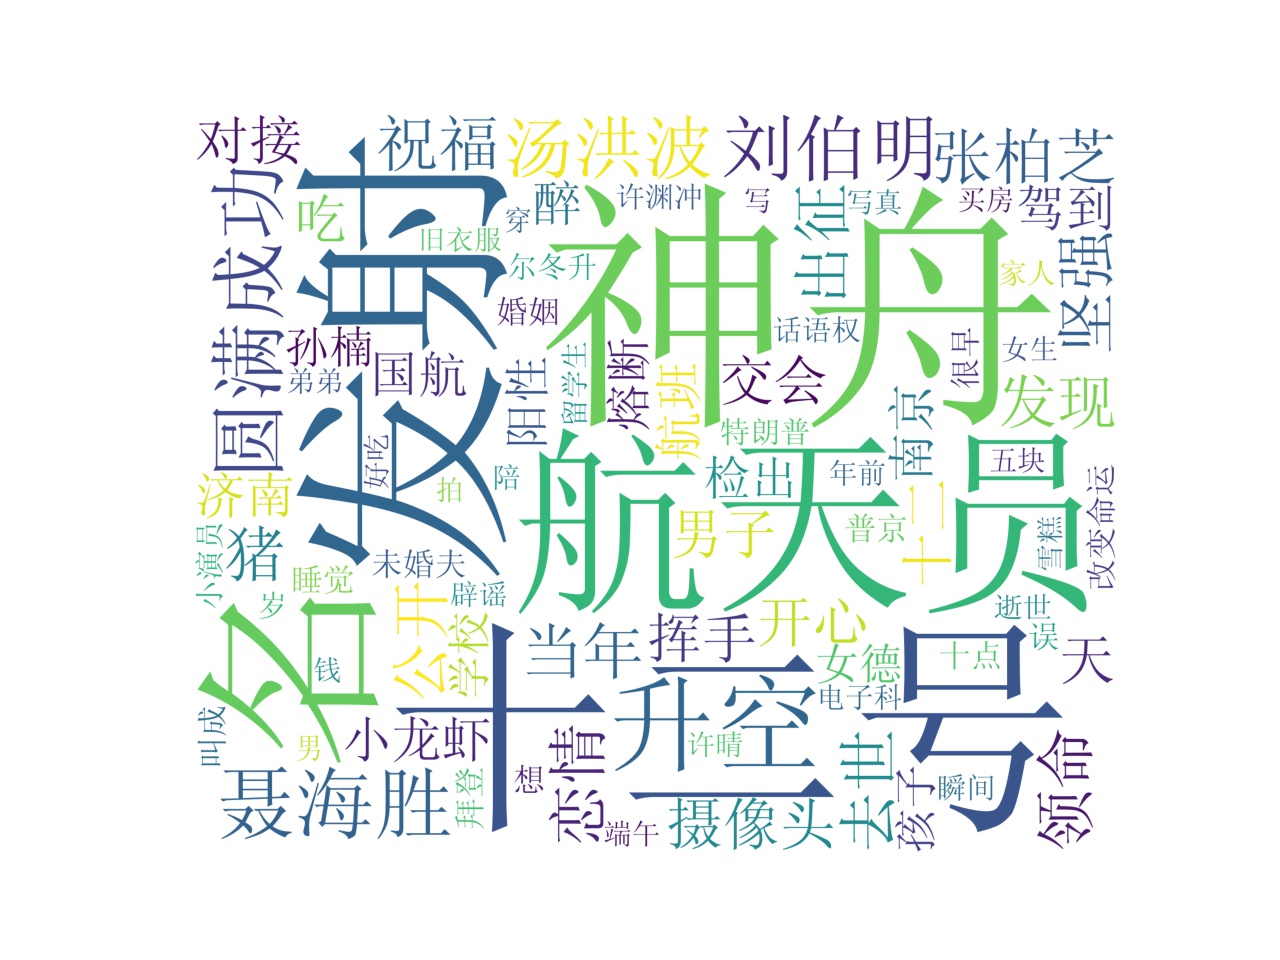 对接
祝福
汤洪波
刘伯明
张柏芝
圆满成功
发射
吃
旧衣服
穿
醉
许渊冲
写
出征
写真
买房
驾到
坚强
尔冬升
神舟
家人
婚姻
话语权
很早
女生
孙楠
弟弟
国航
阳性
留学生
熔断
航班
交会
特朗普
南京
发现
好吃
拍
陪
航天员
检出
年前
五块
济南
猪
小演员
睡觉
岁
未婚夫
辟谣
男子
普京
十二
雪糕
改变命运
逝世
误
名
钱
公开
学校
当年
挥手
开心
女德
十点
天
叫成
男
小龙虾
十二
升空
许晴
电子科
号
聂海胜
拜登
想
恋情
端午
摄像头
去世
孩子
瞬间
领命